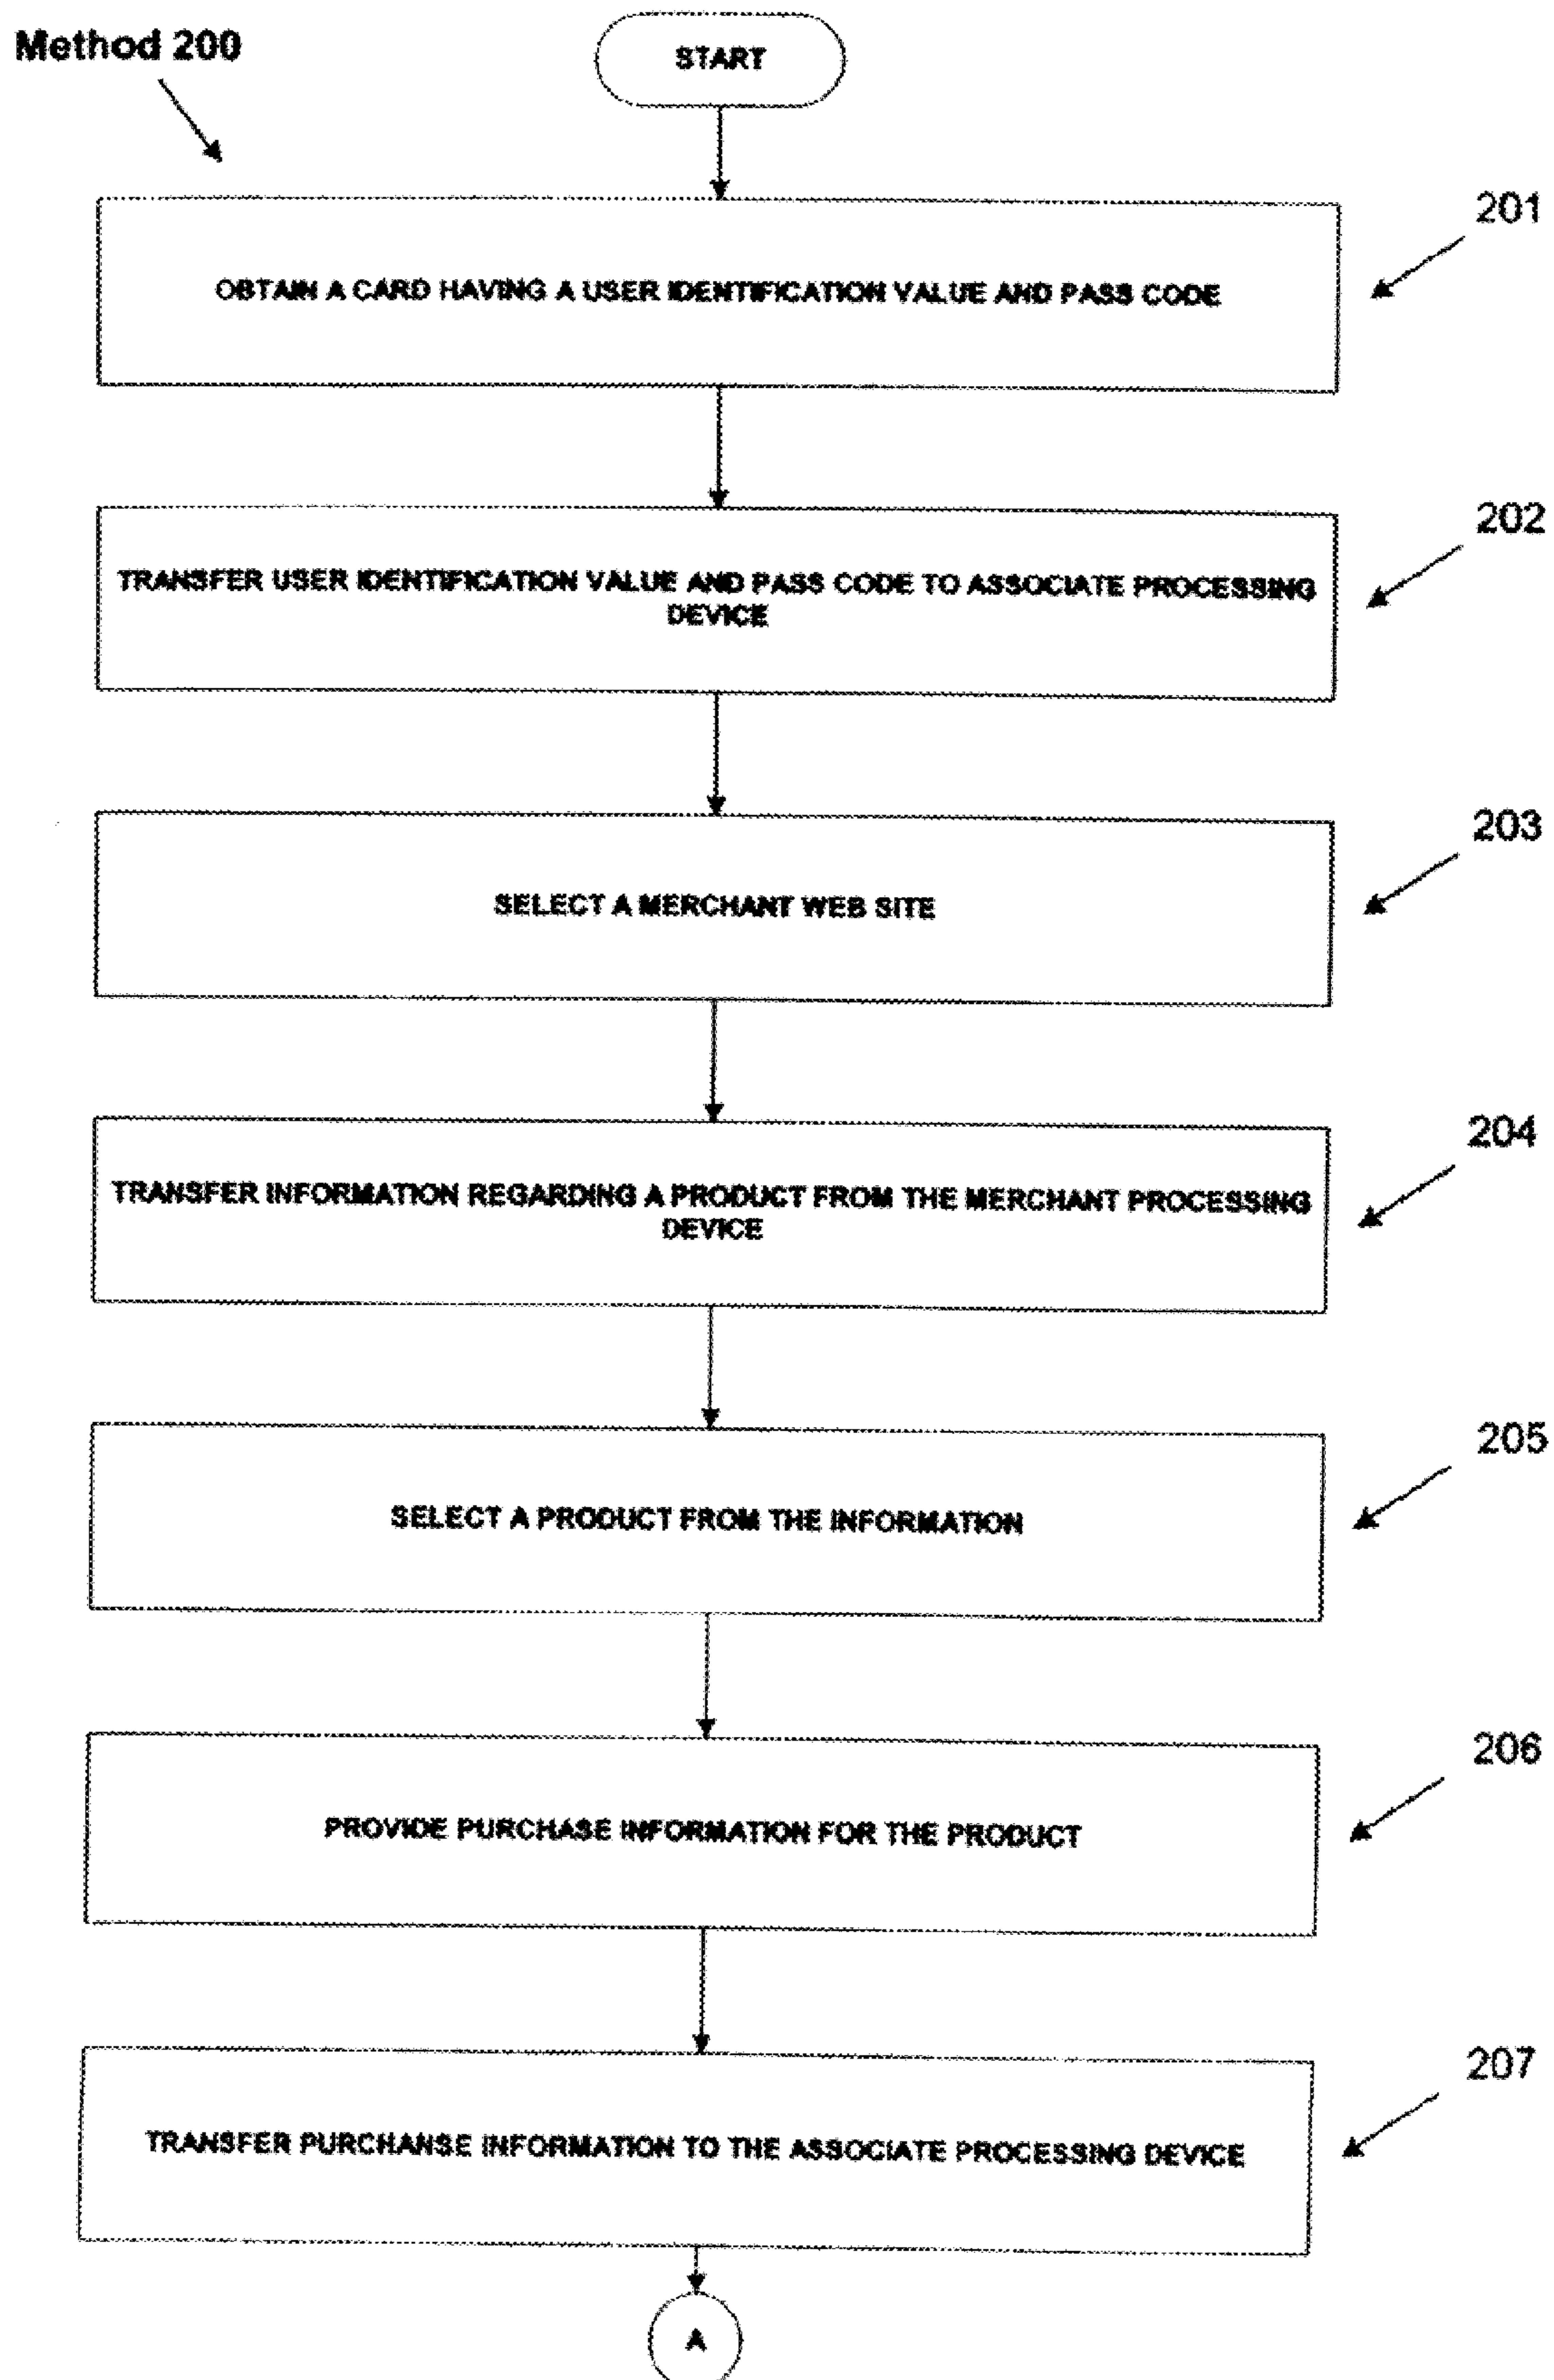 Method 200
START
201
OBTAIN A CARD HAVING A USER IDENTIFICATION VALUE AND PASS CODE
202
TRANSFER USER IDENTIFICATION VALUE AND PASS CODE TO ASSOCIATE PROCESSING
DEVICE
203
SELECT A MERCHANT WEB SITE
204
TRANSFER INFORMATION REGARDING A PRODUCT FROM THE MERCHANT PROCESSING
DEVICE
205
SELECT A PRODUCT FROM THE INFORMATION
206
PROVIDE PURCHASE INFORMATION FOR THE PRODUCT
207
TRANSFER PURCHANSE INFORMATION TO THE ASSOCIATE PROCESSING DEVICE
A